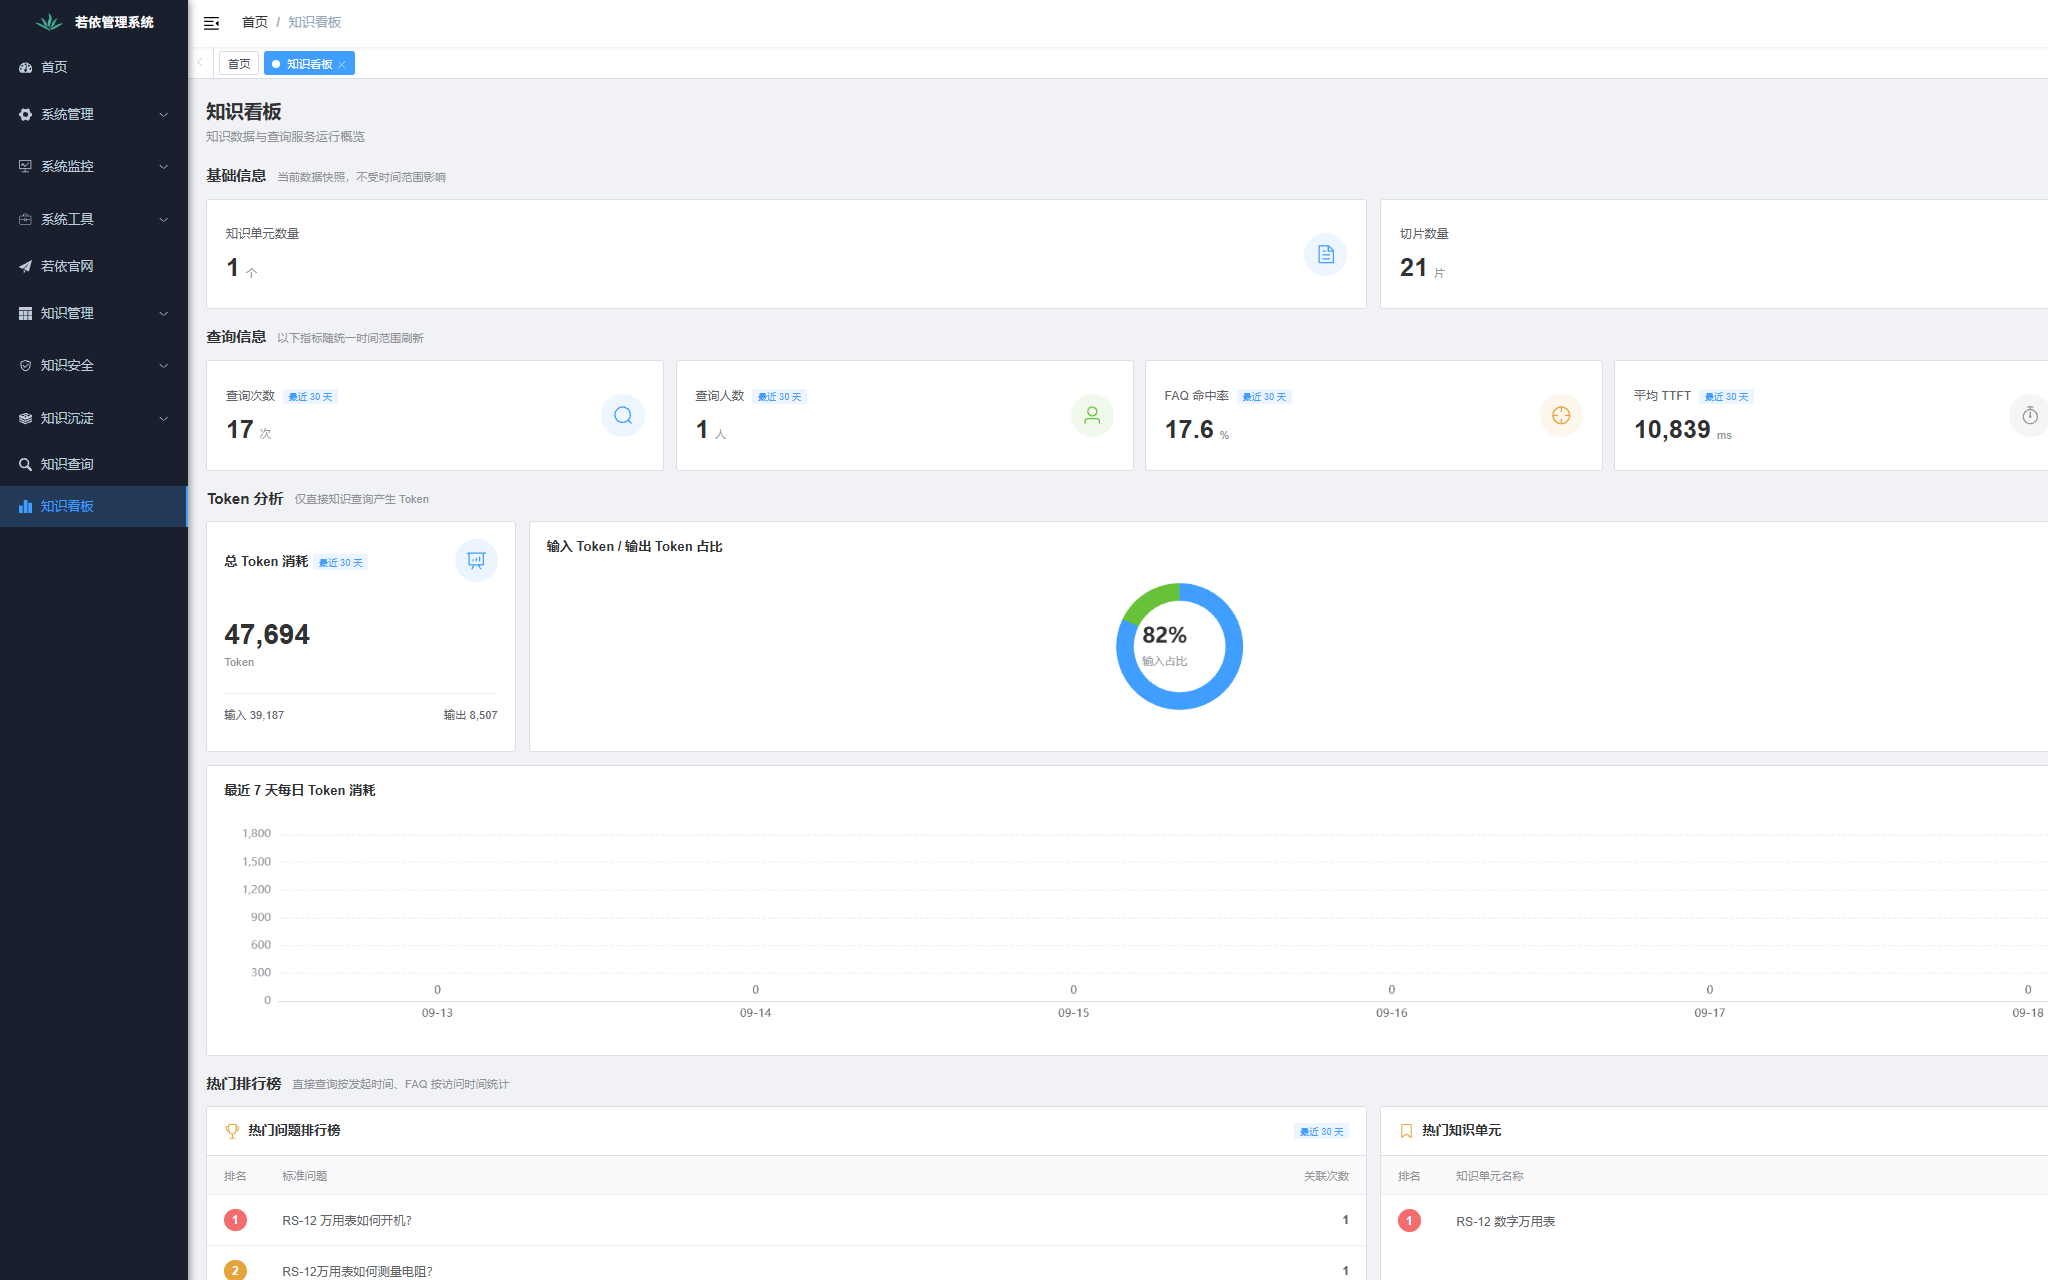 若依管理系统
首页 / 知识看板
首页
知识看板
首页
系统管理
系统监控
系统工具
若依官网
知识管理
知识安全
知识沉淀
知识查询
知识看板
知识看板
知识数据与查询服务运行概览
基础信息 当前数据快照，不受时间范围影响
知识单元数量
1 个
切片数量
21 片
查询信息 以下指标随统一时间范围刷新
查询次数 最近 30 天
17 次
查询人数 最近 30 天
1 人
FAQ 命中率 最近 30 天
17.6 %
平均 TTFT 最近 30 天
10,839 ms
Token 分析 仅直接知识查询产生 Token
总 Token 消耗 最近 30 天
47,694
Token
输入 39,187 输出 8,507
输入 Token / 输出 Token 占比
82%
输入占比
最近 7 天每日 Token 消耗
1,800
1,500
1,200
900
600
300
0
0 0 0 0 0 0
09-13 09-14 09-15 09-16 09-17 09-18
热门排行榜 直接查询按发起时间、FAQ 按访问时间统计
热门问题排行榜 最近 30 天
排名 标准问题 关联次数
1 RS-12 万用表如何开机? 1
2 RS-12万用表如何测量电阻? 1
热门知识单元
排名 知识单元名称
1 RS-12 数字万用表